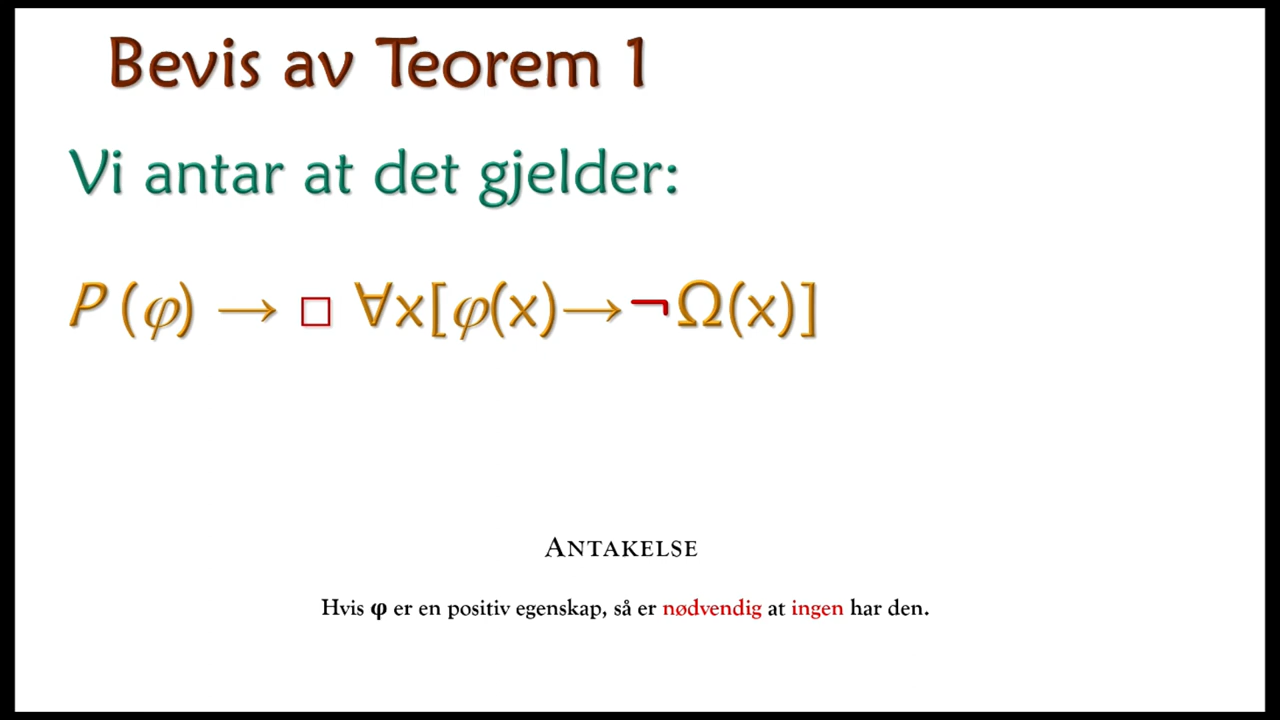 Bevis av Teorem 1
Vi antar at det gjelder:
P (φ) → □ ∀x[φ(x)→¬Ω(x)]
ANTAKELSE
Hvis φ er en positiv egenskap, så er nødvendig at ingen har den.